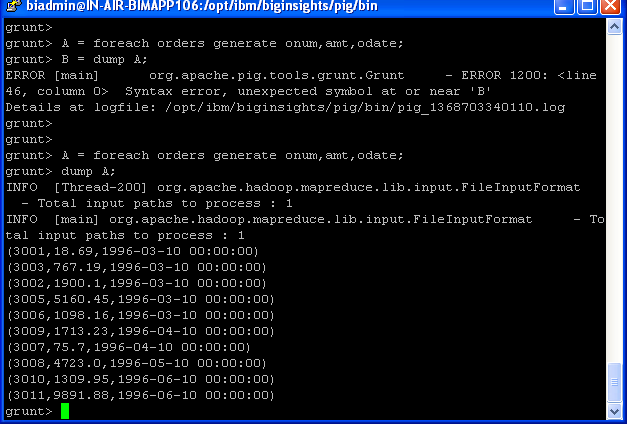 biadmin@IN-AIR-BIMAPP106:/opt/ibm/biginsights/pig/bin
grunt>
grunt> A = foreach orders generate onum,amt,odate;
grunt> B = dump A;
ERROR [main]      org.apache.pig.tools.grunt.Grunt     - ERROR 1200: <line
46, column 0>  Syntax error, unexpected symbol at or near 'B'
Details at logfile: /opt/ibm/biginsights/pig/bin/pig_1368703340110.log
grunt>
grunt>
grunt> A = foreach orders generate onum,amt,odate;
grunt> dump A;
INFO  [Thread-200] org.apache.hadoop.mapreduce.lib.input.FileInputFormat
  - Total input paths to process : 1
INFO  [main] org.apache.hadoop.mapreduce.lib.input.FileInputFormat     - To
tal input paths to process : 1
(3001,18.69,1996-03-10 00:00:00)
(3003,767.19,1996-03-10 00:00:00)
(3002,1900.1,1996-03-10 00:00:00)
(3005,5160.45,1996-03-10 00:00:00)
(3006,1098.16,1996-03-10 00:00:00)
(3009,1713.23,1996-04-10 00:00:00)
(3007,75.7,1996-04-10 00:00:00)
(3008,4723.0,1996-05-10 00:00:00)
(3010,1309.95,1996-06-10 00:00:00)
(3011,9891.88,1996-06-10 00:00:00)
grunt>